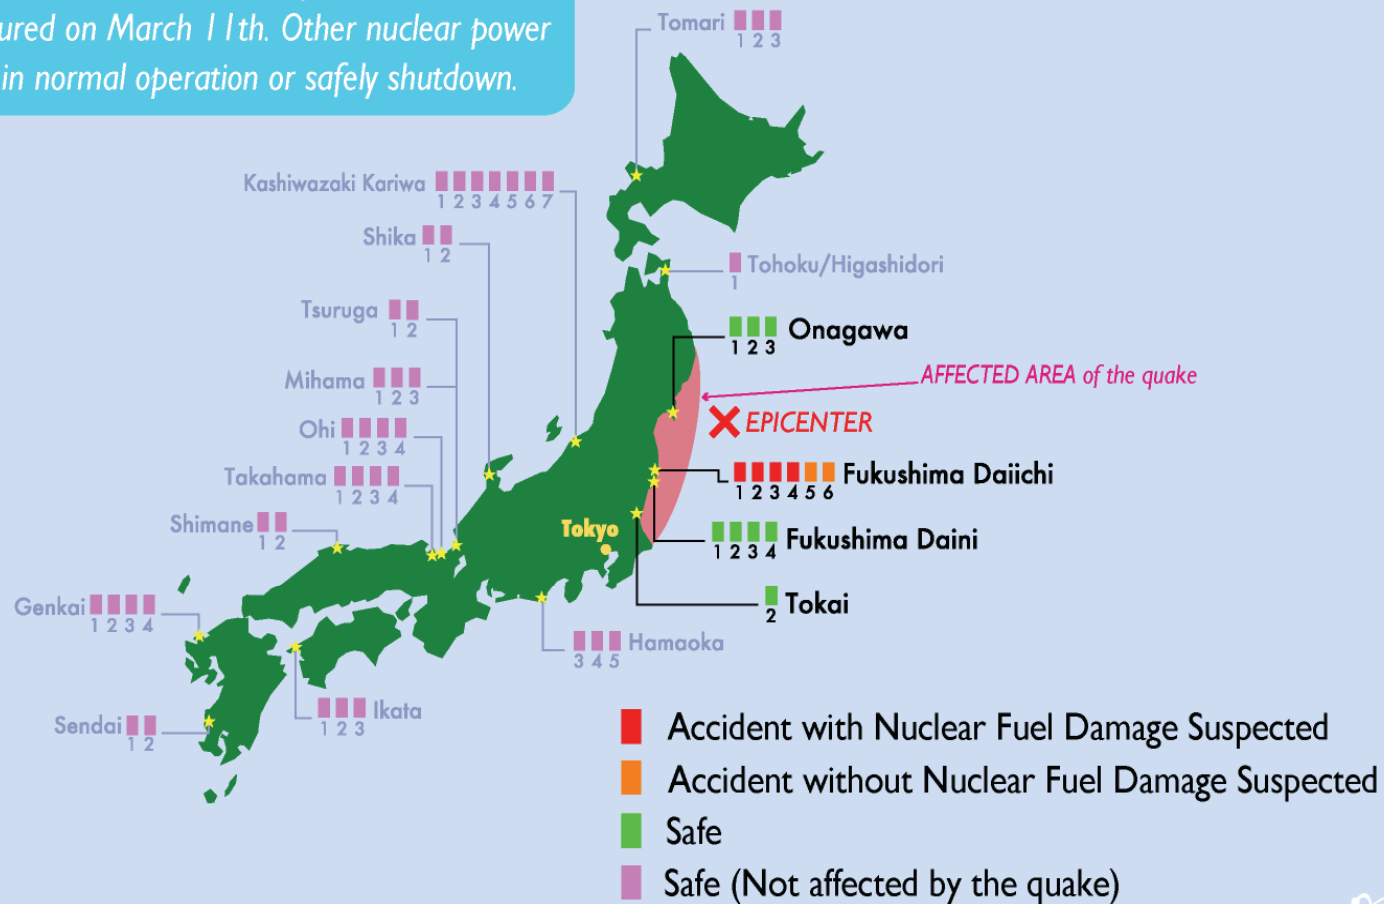 ured on March 11th. Other nuclear power
in normal operation or safely shutdown.
Tomari
1 2 3
Kashiwazaki Kariwa
1 2 3 4 5 6 7
Shika
1 2
Tohoku/Higashidori
1
Tsuruga
1 2
Onagawa
1 2 3
AFFECTED AREA of the quake
Mihama
1 2 3
EPICENTER
Ohi
1 2 3 4
Takahama
1 2 3 4
Fukushima Daiichi
1 2 3 4 5 6
Shimane
1 2
Tokyo
Fukushima Daini
1 2 3 4
Genkai
1 2 3 4
Tokai
2
Hamaoka
3 4 5
Ikata
1 2 3
Sendai
1 2
Accident with Nuclear Fuel Damage Suspected
Accident without Nuclear Fuel Damage Suspected
Safe
Safe (Not affected by the quake)